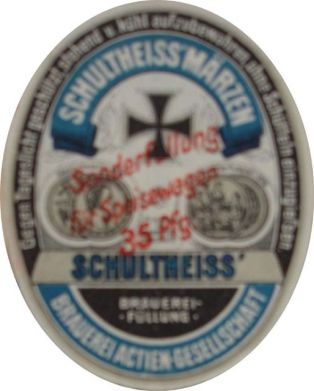 Gegen Tageslicht geschützt stehend u. kühl aufzubewahren, ohne Schütteln einzugießen
SCHULTHEISS' MÄRZEN
Sonderfüllung
für Speisewagen
35 Pfg
SCHULTHEISS'
BRAUEREI-
FÜLLUNG
BRAUEREI ACTIEN-GESELLSCHAFT